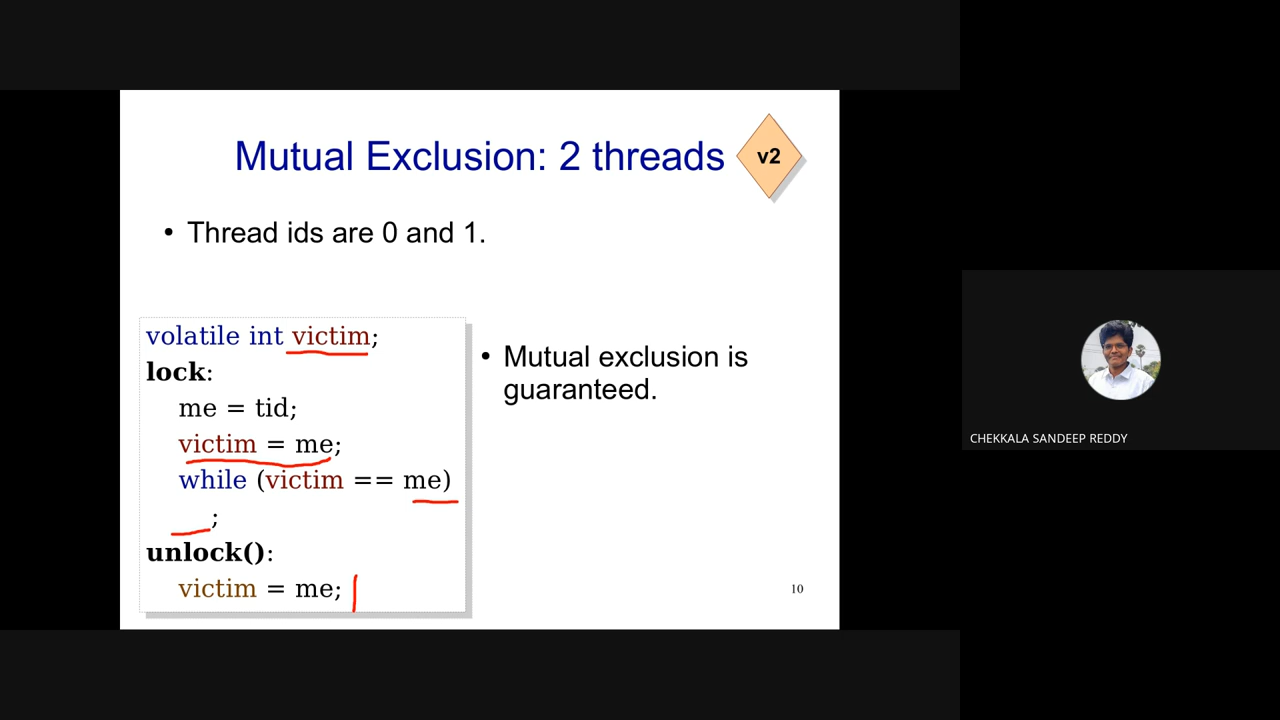 Mutual Exclusion: 2 threads
v2
• Thread ids are 0 and 1.
volatile int victim;
lock:
me = tid;
victim = me;
while (victim == me)
;
unlock():
victim = me;
• Mutual exclusion is
guaranteed.
10
CHEKKALA SANDEEP REDDY